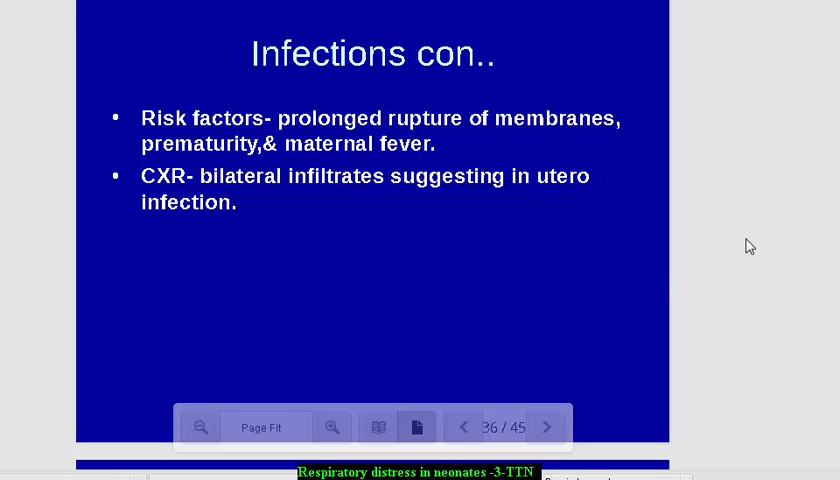 Infections con..
• Risk factors- prolonged rupture of membranes,
prematurity,& maternal fever.
• CXR- bilateral infiltrates suggesting in utero
infection.
Page Fit
36 / 45
Respiratory distress in neonates -3-TTN